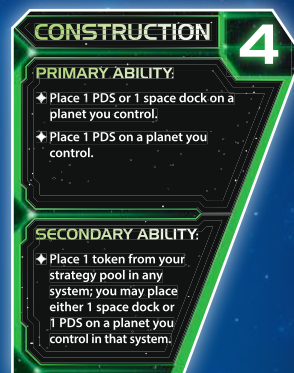 CONSTRUCTION
4
PRIMARY ABILITY:
Place 1 PDS or 1 space dock on a
planet you control.
Place 1 PDS on a planet you
control.
SECONDARY ABILITY:
Place 1 token from your
strategy pool in any
system; you may place
either 1 space dock or
1 PDS on a planet you
control in that system.